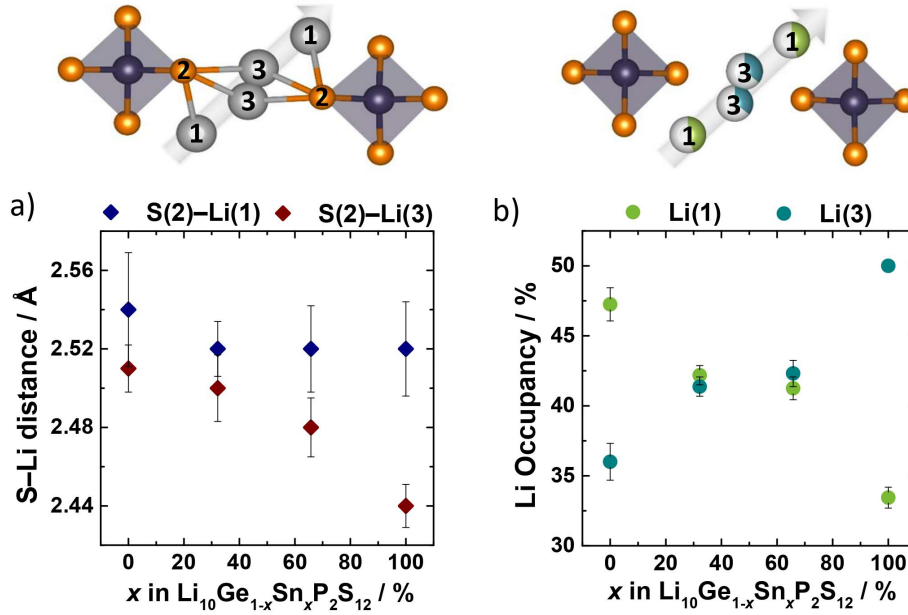 1
2
3
3
2
1
1
3
3
1
a)
S(2)–Li(1)
S(2)–Li(3)
2.56
2.52
2.48
2.44
S–Li distance / Å
0 20 40 60 80 100
x in Li10Ge1-xSnxP2S12 / %
b)
Li(1)
Li(3)
50
45
40
35
30
Li Occupancy / %
0 20 40 60 80 100
x in Li10Ge1-xSnxP2S12 / %